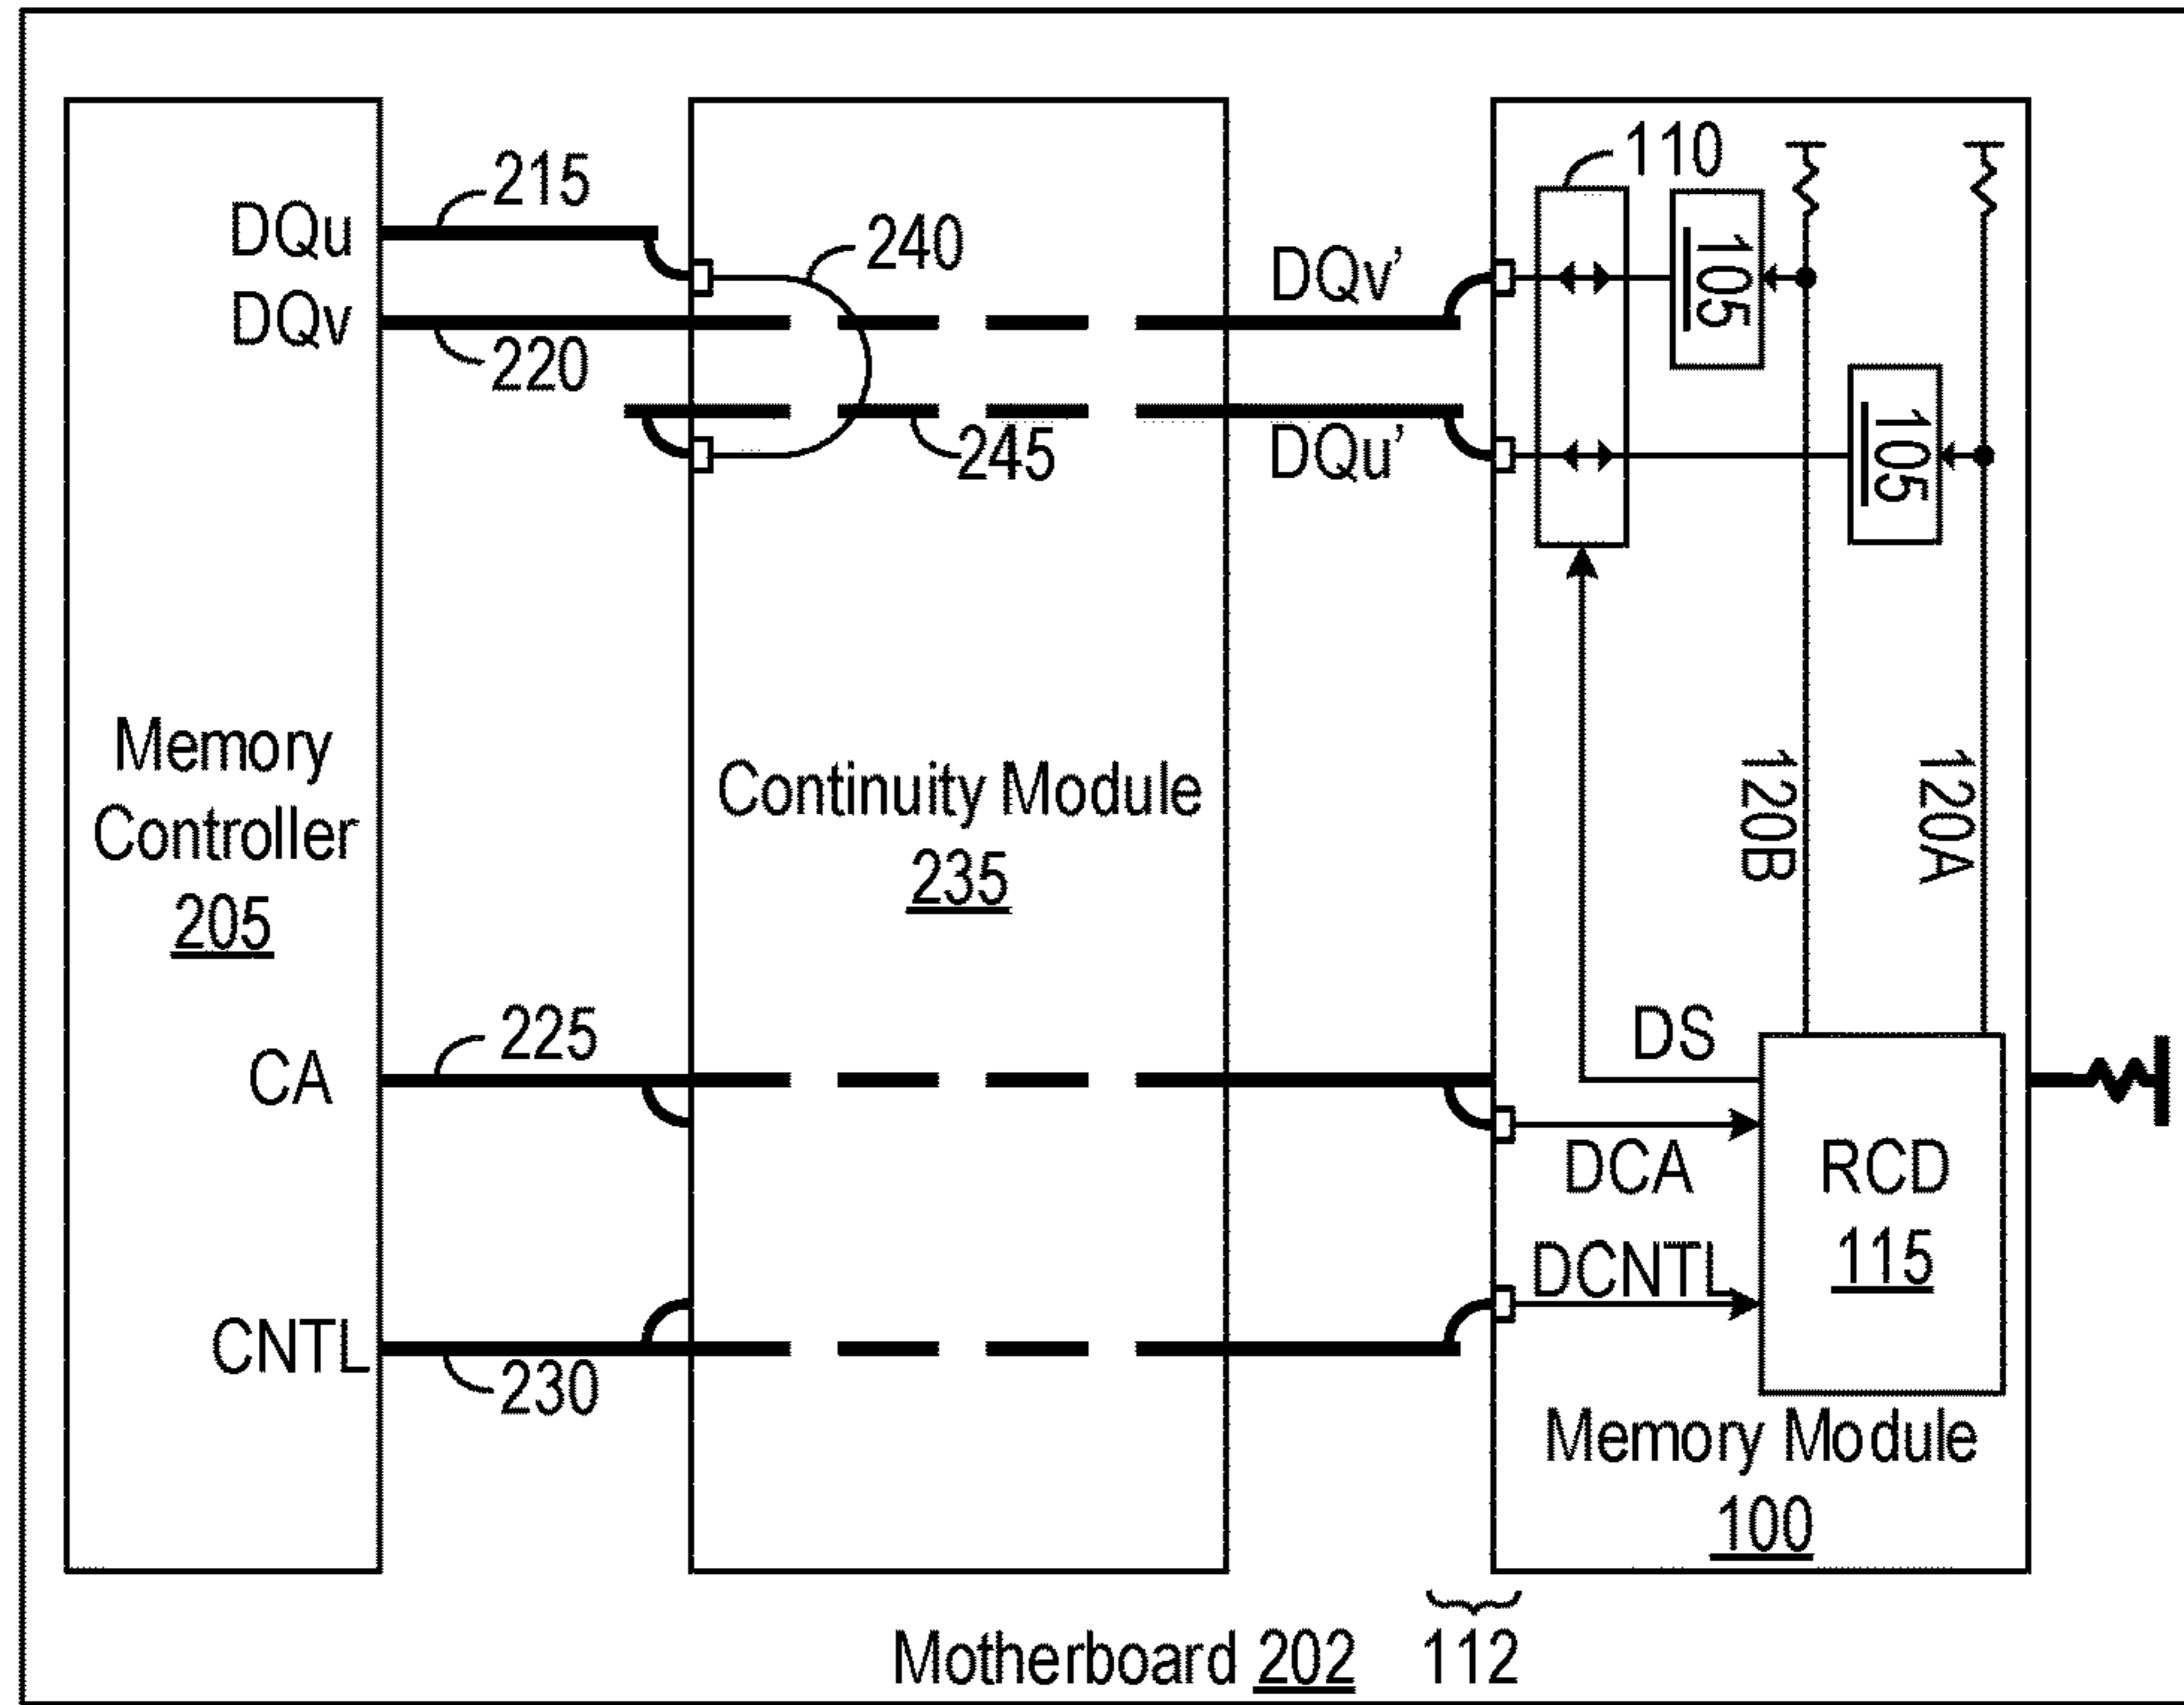 110
215
DQu
240
105
DQv'
DQv
220
105
245
DQu'
Memory
Controller
205
Continuity Module
235
120B
120A
225
DS
CA
DCA
RCD
115
DCNTL
CNTL
230
Memory Module
100
Motherboard 202
112